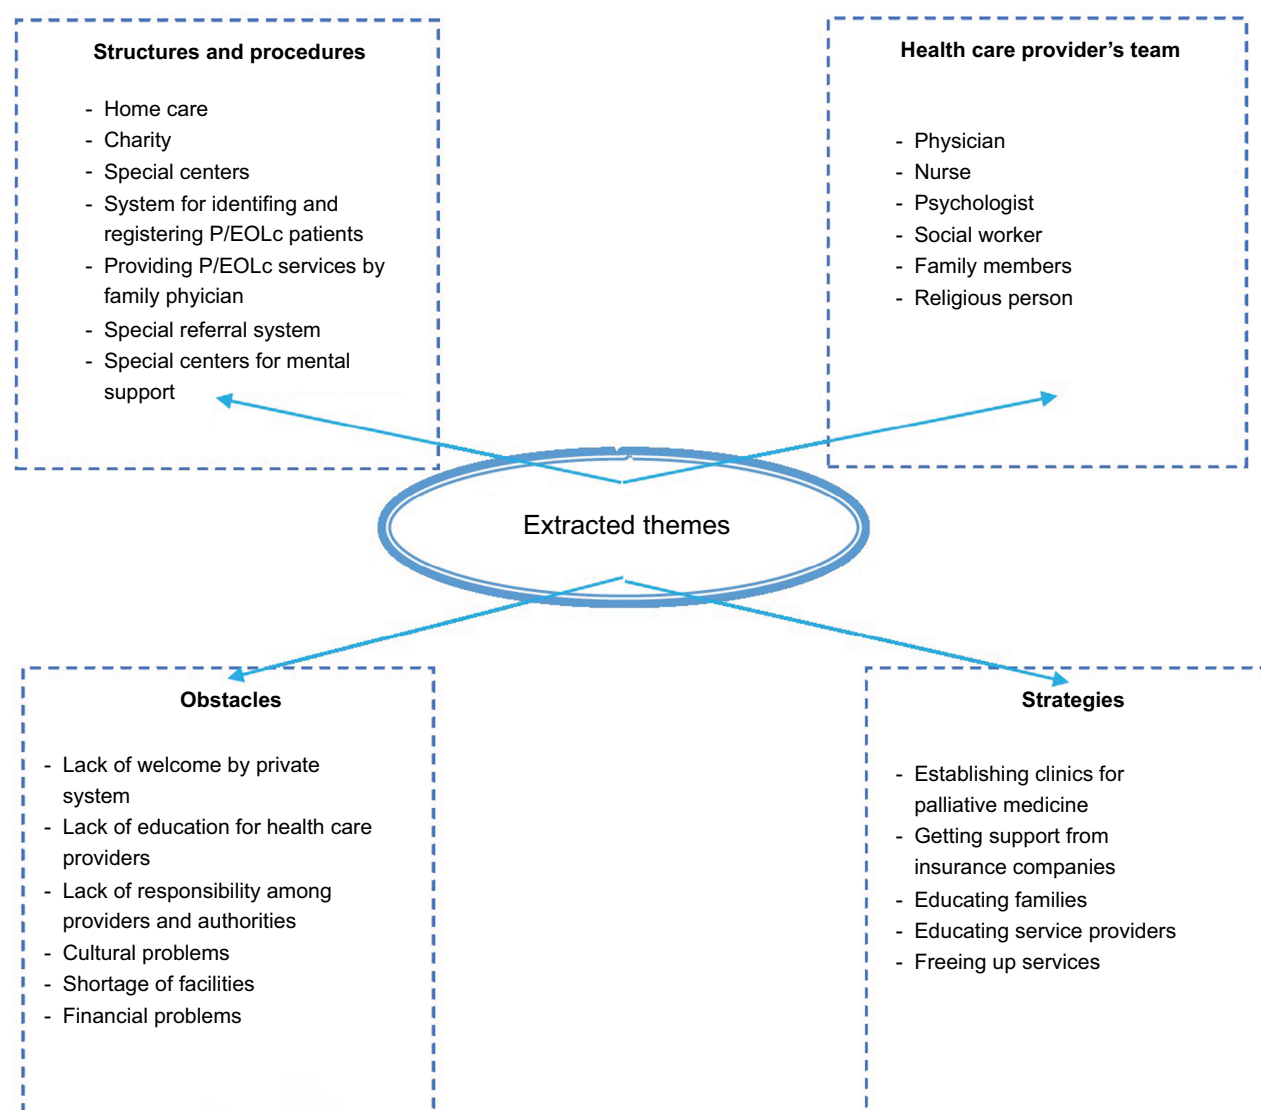 Structures and procedures
- Home care
- Charity
- Special centers
- System for identifing and
registering P/EOLc patients
- Providing P/EOLc services by
family phyician
- Special referral system
- Special centers for mental
support
Health care provider’s team
- Physician
- Nurse
- Psychologist
- Social worker
- Family members
- Religious person
Extracted themes
Obstacles
- Lack of welcome by private
system
- Lack of education for health care
providers
- Lack of responsibility among
providers and authorities
- Cultural problems
- Shortage of facilities
- Financial problems
Strategies
- Establishing clinics for
palliative medicine
- Getting support from
insurance companies
- Educating families
- Educating service providers
- Freeing up services